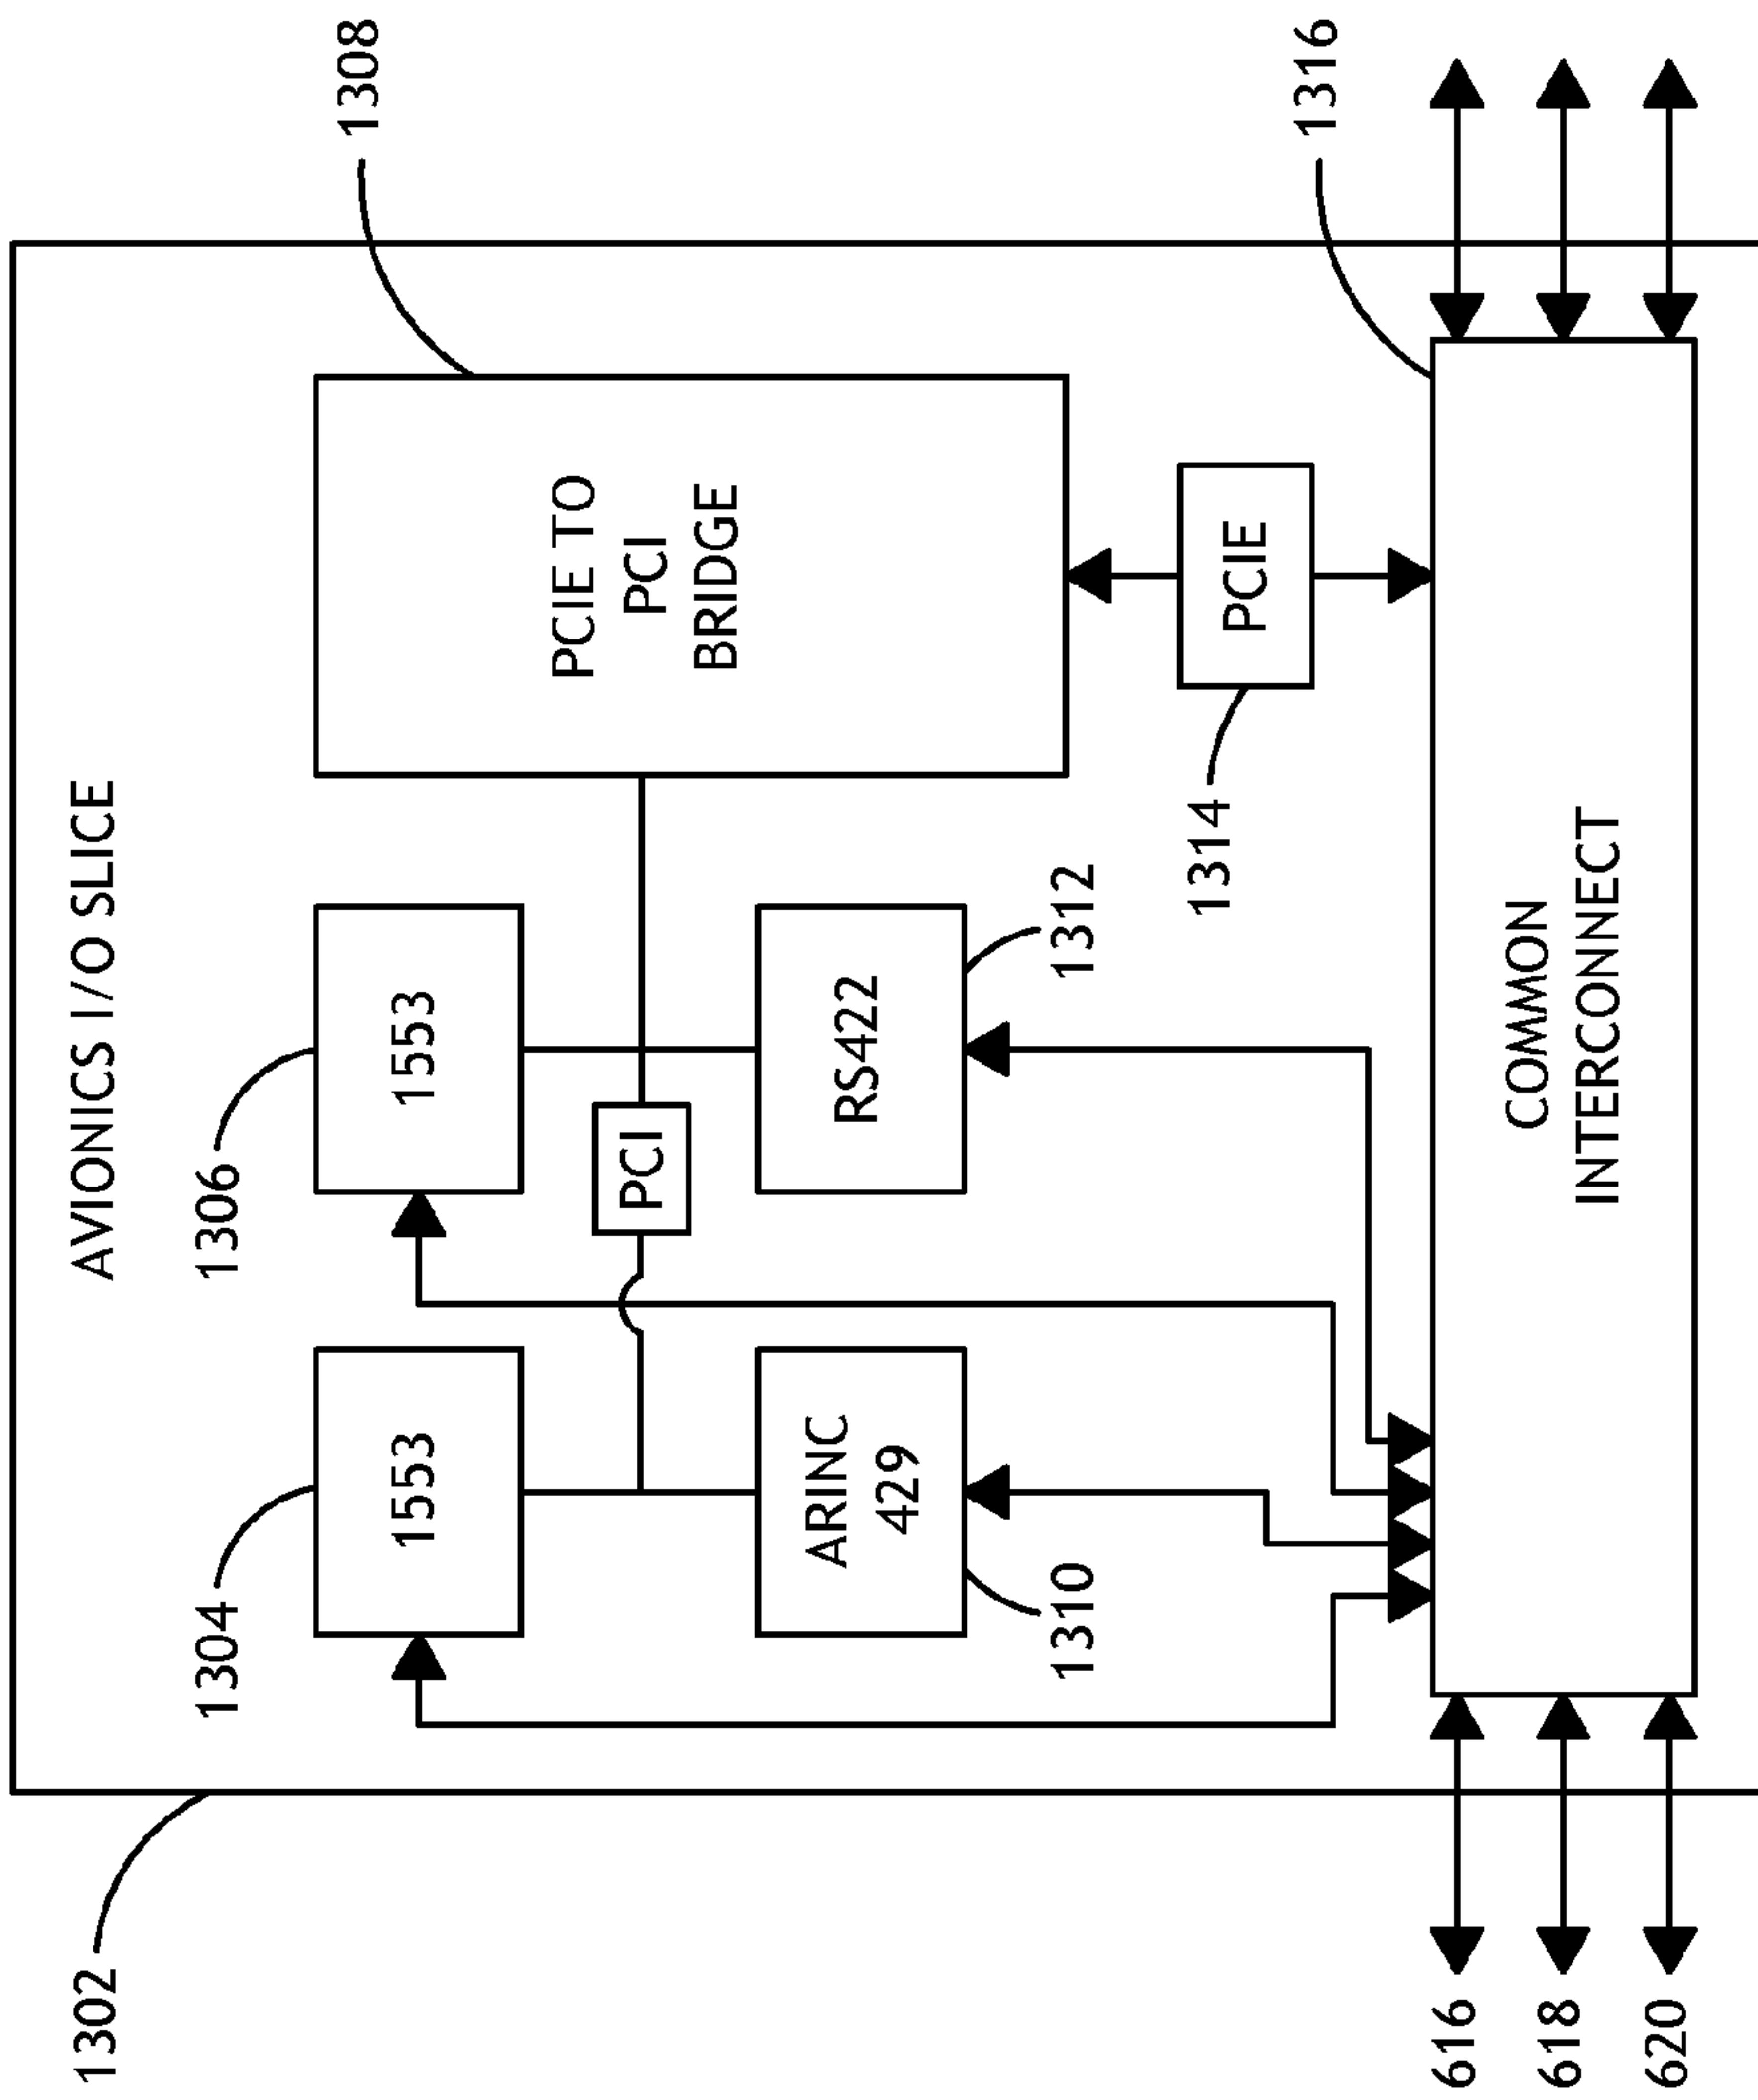 AVIONICS I/O SLICE
1302
1304
1306
1308
1553
1553
PCIE TO
PCI
BRIDGE
PCI
ARINC
429
RS422
1310
1312
1314
PCIE
1316
COMMON
INTERCONNECT
616
618
620